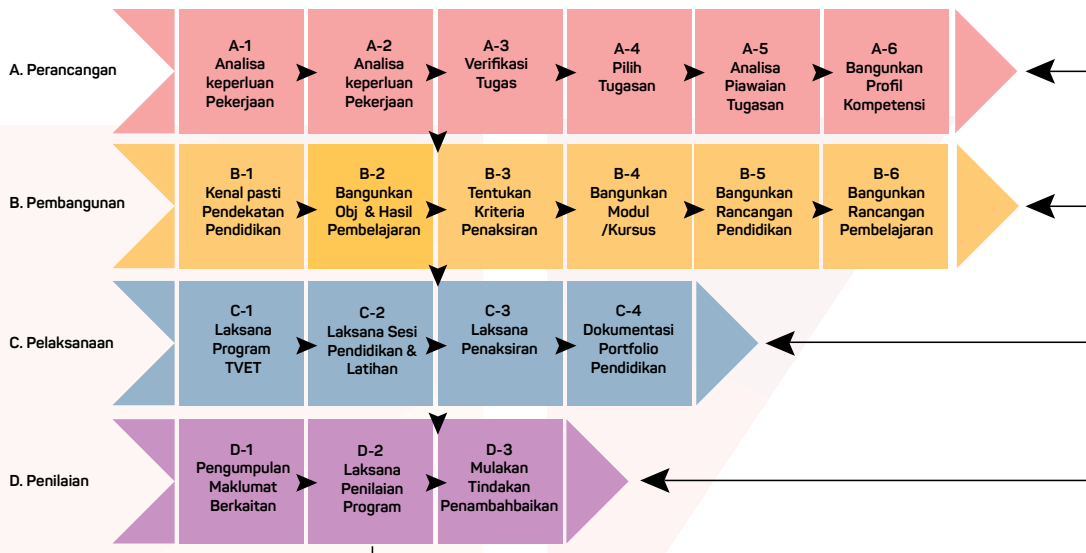 A. Perancangan
A-1
Analisa
keperluan
Pekerjaan
A-2
Analisa
keperluan
Pekerjaan
A-3
Verifikasi
Tugas
A-4
Pilih
Tugasan
A-5
Analisa
Piawaian
Tugasan
A-6
Bangunkan
Profil
Kompetensi
B. Pembangunan
B-1
Kenal pasti
Pendekatan
Pendidikan
B-2
Bangunkan
Obj & Hasil
Pembelajaran
B-3
Tentukan
Kriteria
Penaksiran
B-4
Bangunkan
Modul
/Kursus
B-5
Bangunkan
Rancangan
Pendidikan
B-6
Bangunkan
Rancangan
Pembelajaran
C. Pelaksanaan
C-1
Laksana
Program
TVET
C-2
Laksana Sesi
Pendidikan &
Latihan
C-3
Laksana
Penaksiran
C-4
Dokumentasi
Portfolio
Pendidikan
D. Penilaian
D-1
Pengumpulan
Maklumat
Berkaitan
D-2
Laksana
Penilaian
Program
D-3
Mulakan
Tindakan
Penambahbaikan